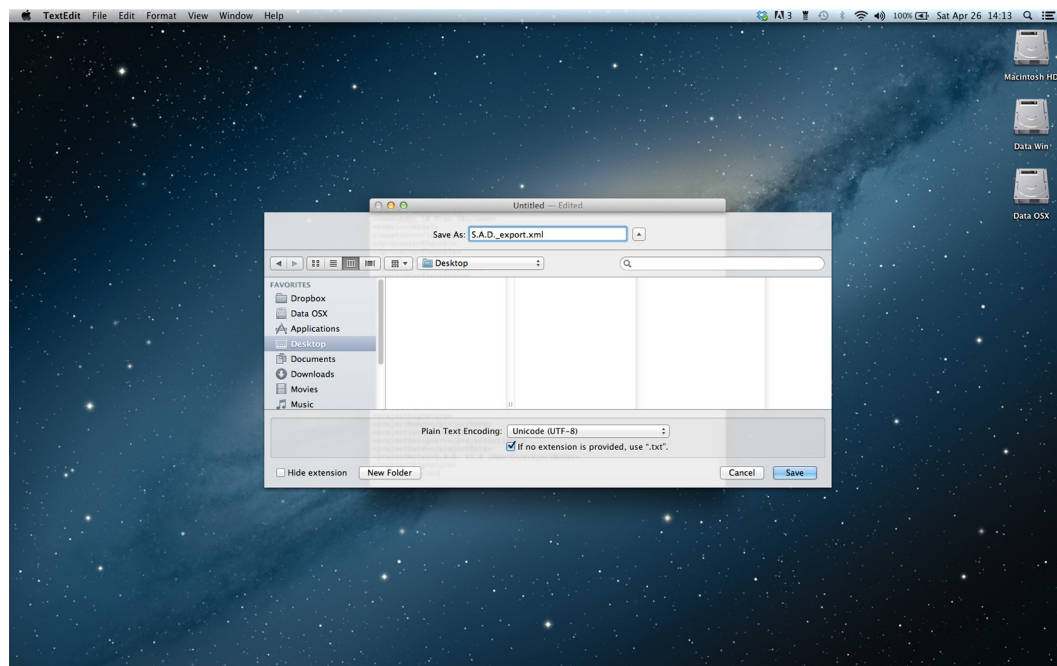 TextEdit File Edit Format View Window Help 3 100% Sat Apr 26 14:13
Macintosh HD
Data Win
Data OSX
Untitled — Edited
Save As: S.A.D._export.xml
Desktop
FAVORITES
Dropbox
Data OSX
Applications
Desktop
Documents
Downloads
Movies
Music
Plain Text Encoding: Unicode (UTF-8)
If no extension is provided, use ".txt".
Hide extension New Folder Cancel Save